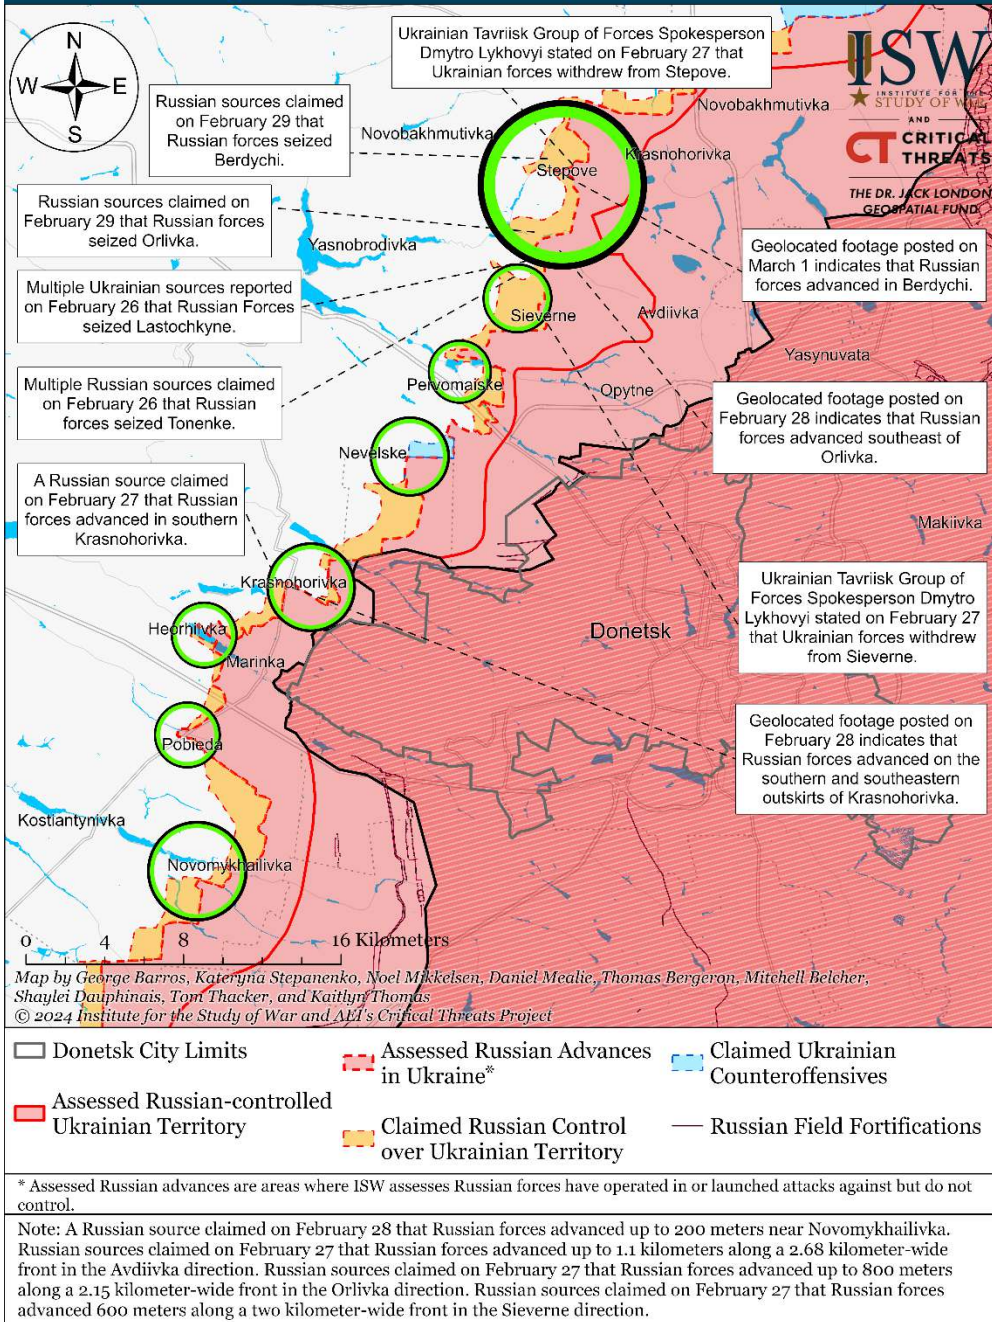 N
W E
S
Ukrainian Tavriisk Group of Forces Spokesperson
Dmytro Lykhovyi stated on February 27 that
Ukrainian forces withdrew from Stepove.
ISW
INSTITUTE FOR THE
STUDY OF WAR
AND
CT CRITICAL
THREATS
THE DR. JACK LONDON
GEOSPATIAL FUND
Russian sources claimed
on February 29 that
Russian forces seized
Berdychi.
Novobakhmutivka
Novobakhmutivka
Krasnohorivka
Stepove
Russian sources claimed on
February 29 that Russian forces
seized Orlivka.
Yasnobrodivka
Geolocated footage posted on
March 1 indicates that Russian
forces advanced in Berdychi.
Multiple Ukrainian sources reported
on February 26 that Russian Forces
seized Lastochkyne.
Sieverne
Avdiivka
Yasynuvata
Multiple Russian sources claimed
on February 26 that Russian
forces seized Tonenke.
Pervomaiske
Opytne
Geolocated footage posted on
February 28 indicates that Russian
forces advanced southeast of
Orlivka.
Nevelske
A Russian source claimed
on February 27 that Russian
forces advanced in southern
Krasnohorivka.
Makiivka
Krasnohorivka
Ukrainian Tavriisk Group of
Forces Spokesperson Dmytro
Lykhovyi stated on February 27
that Ukrainian forces withdrew
from Sieverne.
Heorhiivka
Donetsk
Marinka
Pobieda
Geolocated footage posted on
February 28 indicates that
Russian forces advanced on the
southern and southeastern
outskirts of Krasnohorivka.
Kostiantynivka
Novomykhailivka
0 4 8 16 Kilometers
Map by George Barros, Kateryna Stepanenko, Noel Mikkelsen, Daniel Mealie, Thomas Bergeron, Mitchell Belcher,
Shaylei Dauphinais, Tom Thacker, and Kaitlyn Thomas
© 2024 Institute for the Study of War and AEI's Critical Threats Project
Donetsk City Limits
Assessed Russian-controlled
Ukrainian Territory
Assessed Russian Advances
in Ukraine*
Claimed Russian Control
over Ukrainian Territory
Claimed Ukrainian
Counteroffensives
Russian Field Fortifications
* Assessed Russian advances are areas where ISW assesses Russian forces have operated in or launched attacks against but do not
control.
Note: A Russian source claimed on February 28 that Russian forces advanced up to 200 meters near Novomykhailivka.
Russian sources claimed on February 27 that Russian forces advanced up to 1.1 kilometers along a 2.68 kilometer-wide
front in the Avdiivka direction. Russian sources claimed on February 27 that Russian forces advanced up to 800 meters
along a 2.15 kilometer-wide front in the Orlivka direction. Russian sources claimed on February 27 that Russian forces
advanced 600 meters along a two kilometer-wide front in the Sieverne direction.